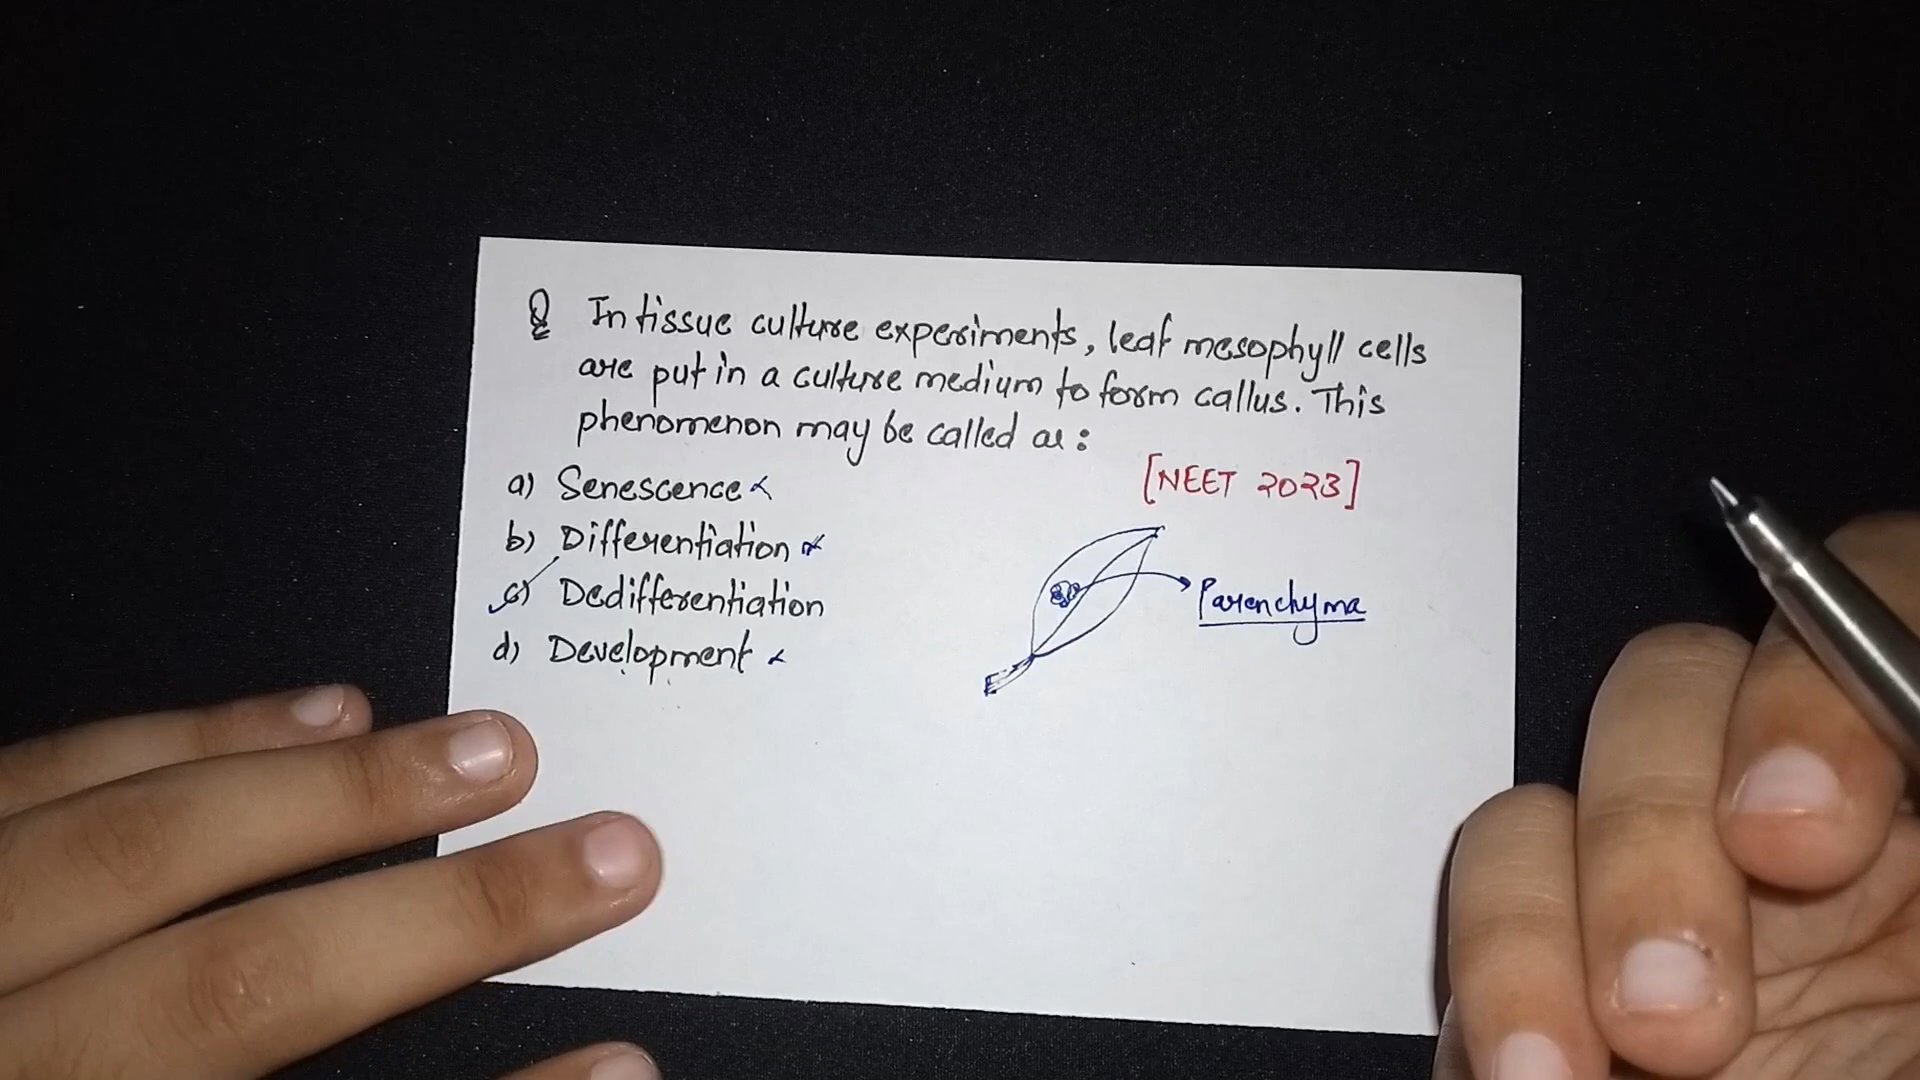 Q In tissue culture experiments, leaf mesophyll cells
are put in a culture medium to form callus. This
phenomenon may be called as:
[NEET 2023]
a) Senescence
b) Differentiation
c) Dedifferentiation
d) Development
Parenchyma